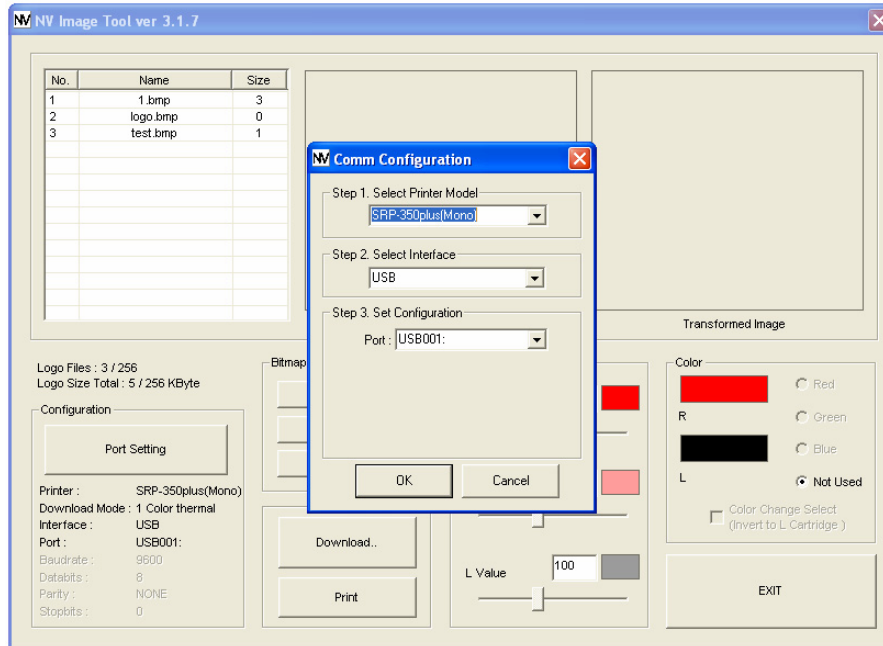 NV NV Image Tool ver 3.1.7
No. Name Size
1 1.bmp 3
2 logo.bmp 0
3 test.bmp 1
NV Comm Configuration
Step 1. Select Printer Model
SRP-350plus(Mono)
Step 2. Select Interface
USB
Step 3. Set Configuration
Port : USB001:
OK Cancel
Transformed Image
Logo Files : 3 / 256
Logo Size Total : 5 / 256 KByte
Configuration
Port Setting
Printer : SRP-350plus(Mono)
Download Mode : 1 Color thermal
Interface : USB
Port : USB001:
Baudrate : 9600
Databits : 8
Parity : NONE
Stopbits : 0
Bitmap
Download..
Print
L Value 100
Color
R
L
Red
Green
Blue
Not Used
Color Change Select
(Invert to L Cartridge )
EXIT